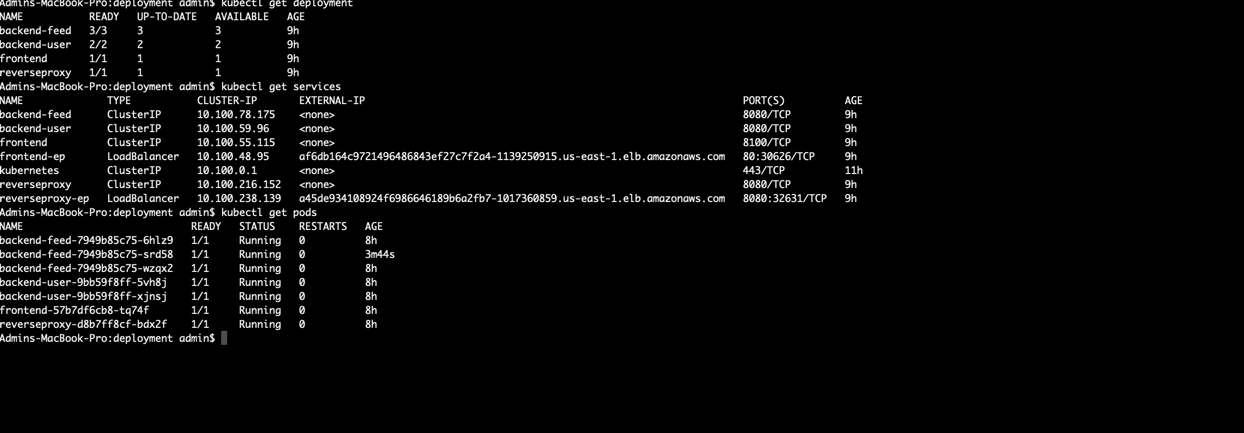 Admins-MacBook-Pro:deployment admin$ kubectl get deployment
NAME READY UP-TO-DATE AVAILABLE AGE
backend-feed 3/3 3 3 9h
backend-user 2/2 2 2 9h
frontend 1/1 1 1 9h
reverseproxy 1/1 1 1 9h
Admins-MacBook-Pro:deployment admin$ kubectl get services
NAME TYPE CLUSTER-IP EXTERNAL-IP PORT(S) AGE
backend-feed ClusterIP 10.100.78.175 <none> 8080/TCP 9h
backend-user ClusterIP 10.100.59.96 <none> 8080/TCP 9h
frontend ClusterIP 10.100.55.115 <none> 8100/TCP 9h
frontend-ep LoadBalancer 10.100.48.95 af6db164c9721496486843ef27c7f2a4-1139250915.us-east-1.elb.amazonaws.com 80:30626/TCP 9h
kubernetes ClusterIP 10.100.0.1 <none> 443/TCP 11h
reverseproxy ClusterIP 10.100.216.152 <none> 8080/TCP 9h
reverseproxy-ep LoadBalancer 10.100.238.139 a45de934108924f6986646189b6a2fb7-1017360859.us-east-1.elb.amazonaws.com 8080:32631/TCP 9h
Admins-MacBook-Pro:deployment admin$ kubectl get pods
NAME READY STATUS RESTARTS AGE
backend-feed-7949b85c75-6hlz9 1/1 Running 0 8h
backend-feed-7949b85c75-srd58 1/1 Running 0 3m44s
backend-feed-7949b85c75-wzqx2 1/1 Running 0 8h
backend-user-9bb59f8ff-5vh8j 1/1 Running 0 8h
backend-user-9bb59f8ff-xjnsj 1/1 Running 0 8h
frontend-57b7df6cb8-tq74f 1/1 Running 0 8h
reverseproxy-d8b7ff8cf-bdx2f 1/1 Running 0 8h
Admins-MacBook-Pro:deployment admin$